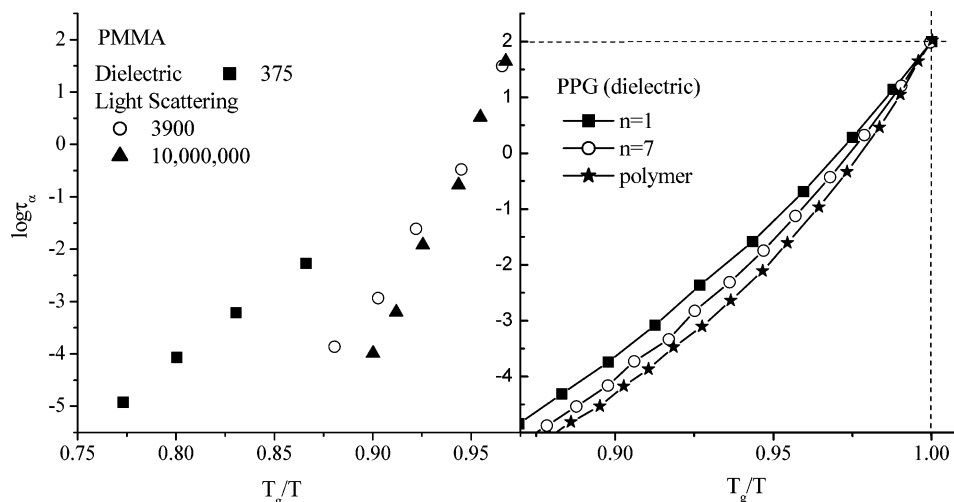 PMMA
Dielectric 375
Light Scattering
3900
10,000,000
PPG (dielectric)
n=1
n=7
polymer
logτα
2
1
0
-1
-2
-3
-4
-5
2
1
0
-1
-2
-3
-4
0.75 0.80 0.85 0.90 0.95
0.90 0.95 1.00
Tg/T
Tg/T